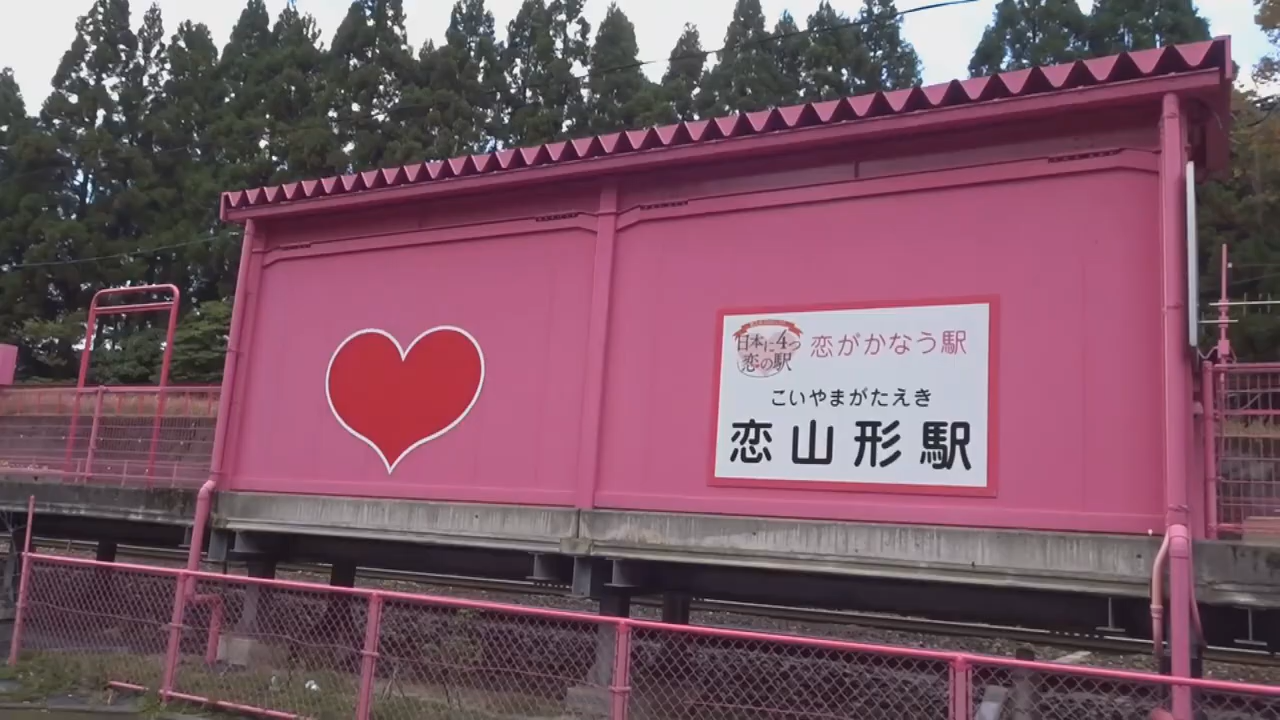 日本に4つ
恋の駅
恋がかなう駅
こいやまがたえき
恋山形駅